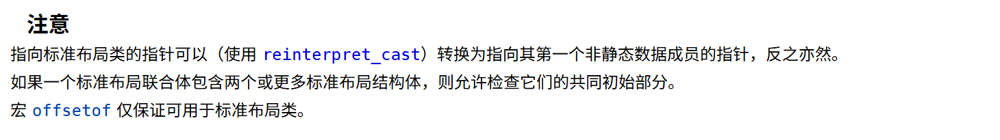 注意
指向标准布局类的指针可以（使用 reinterpret_cast）转换为指向其第一个非静态数据成员的指针，反之亦然。
如果一个标准布局联合体包含两个或更多标准布局结构体，则允许检查它们的共同初始部分。
宏 offsetof 仅保证可用于标准布局类。